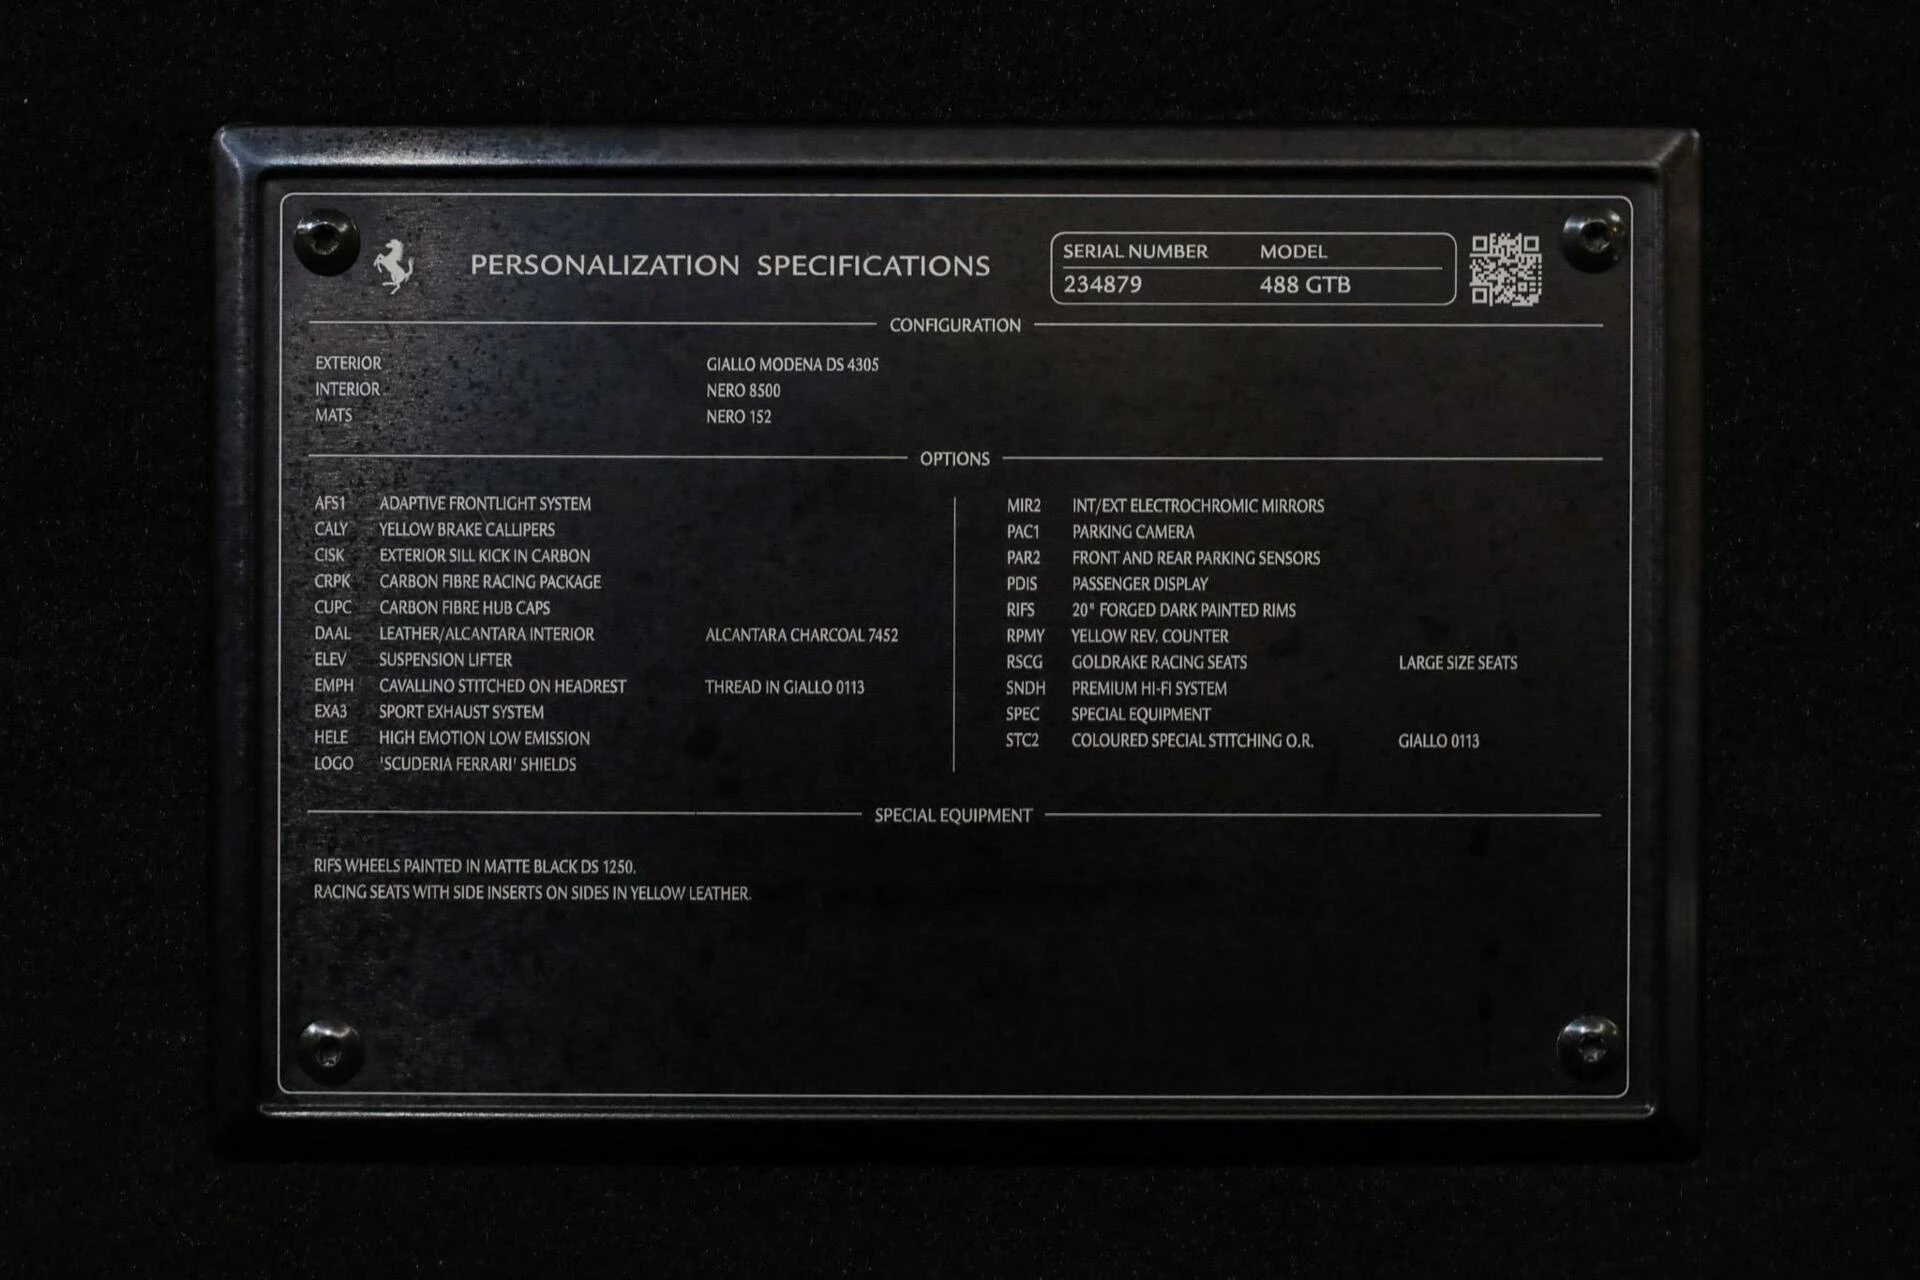 PERSONALIZATION SPECIFICATIONS
SERIAL NUMBER MODEL
234879 488 GTB
CONFIGURATION
EXTERIOR GIALLO MODENA DS 4305
INTERIOR NERO 8500
MATS NERO 152
OPTIONS
AFS1 ADAPTIVE FRONTLIGHT SYSTEM
CALY YELLOW BRAKE CALLIPERS
CISK EXTERIOR SILL KICK IN CARBON
CRPK CARBON FIBRE RACING PACKAGE
CUPC CARBON FIBRE HUB CAPS
DAAL LEATHER/ALCANTARA INTERIOR ALCANTARA CHARCOAL 7452
ELEV SUSPENSION LIFTER
EMPH CAVALLINO STITCHED ON HEADREST THREAD IN GIALLO 0113
EXA3 SPORT EXHAUST SYSTEM
HELE HIGH EMOTION LOW EMISSION
LOGO 'SCUDERIA FERRARI' SHIELDS
MIR2 INT/EXT ELECTROCHROMIC MIRRORS
PAC1 PARKING CAMERA
PAR2 FRONT AND REAR PARKING SENSORS
PDIS PASSENGER DISPLAY
RIFS 20" FORGED DARK PAINTED RIMS
RPMY YELLOW REV. COUNTER
RSCG GOLDRAKE RACING SEATS LARGE SIZE SEATS
SNDH PREMIUM HI-FI SYSTEM
SPEC SPECIAL EQUIPMENT
STC2 COLOURED SPECIAL STITCHING O.R. GIALLO 0113
SPECIAL EQUIPMENT
RIFS WHEELS PAINTED IN MATTE BLACK DS 1250.
RACING SEATS WITH SIDE INSERTS ON SIDES IN YELLOW LEATHER.